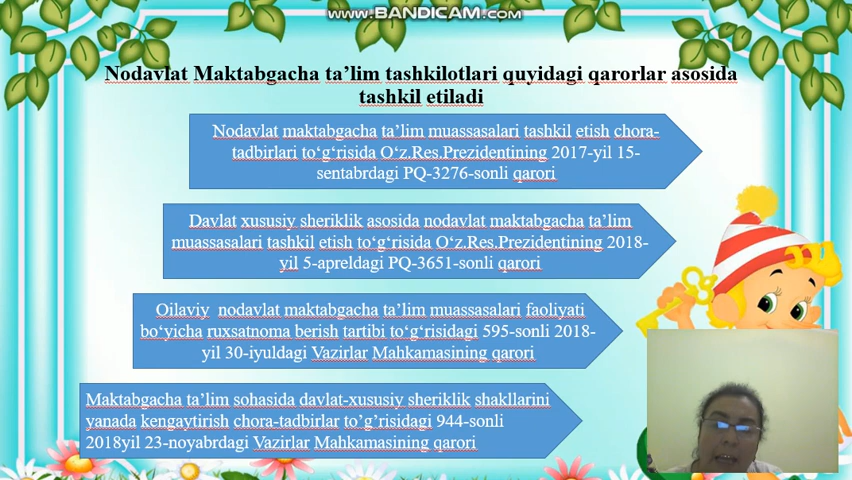 www.BANDICAM.com
Nodavlat Maktabgacha ta’lim tashkilotlari quyidagi qarorlar asosida
tashkil etiladi
Nodavlat maktabgacha ta’lim muassasalari tashkil etish chora-
tadbirlari to‘g‘risida O‘z.Res.Prezidentining 2017-yil 15-
sentabrdagi PQ-3276-sonli qarori
Davlat xususiy sheriklik asosida nodavlat maktabgacha ta’lim
muassasalari tashkil etish to‘g‘risida O‘z.Res.Prezidentining 2018-
yil 5-apreldagi PQ-3651-sonli qarori
Oilaviy nodavlat maktabgacha ta’lim muassasalari faoliyati
bo‘yicha ruxsatnoma berish tartibi to‘g‘risidagi 595-sonli 2018-
yil 30-iyuldagi Vazirlar Mahkamasining qarori
Maktabgacha ta’lim sohasida davlat-xususiy sheriklik shakllarini
yanada kengaytirish chora-tadbirlar to’g’risidagi 944-sonli
2018yil 23-noyabrdagi Vazirlar Mahkamasining qarori